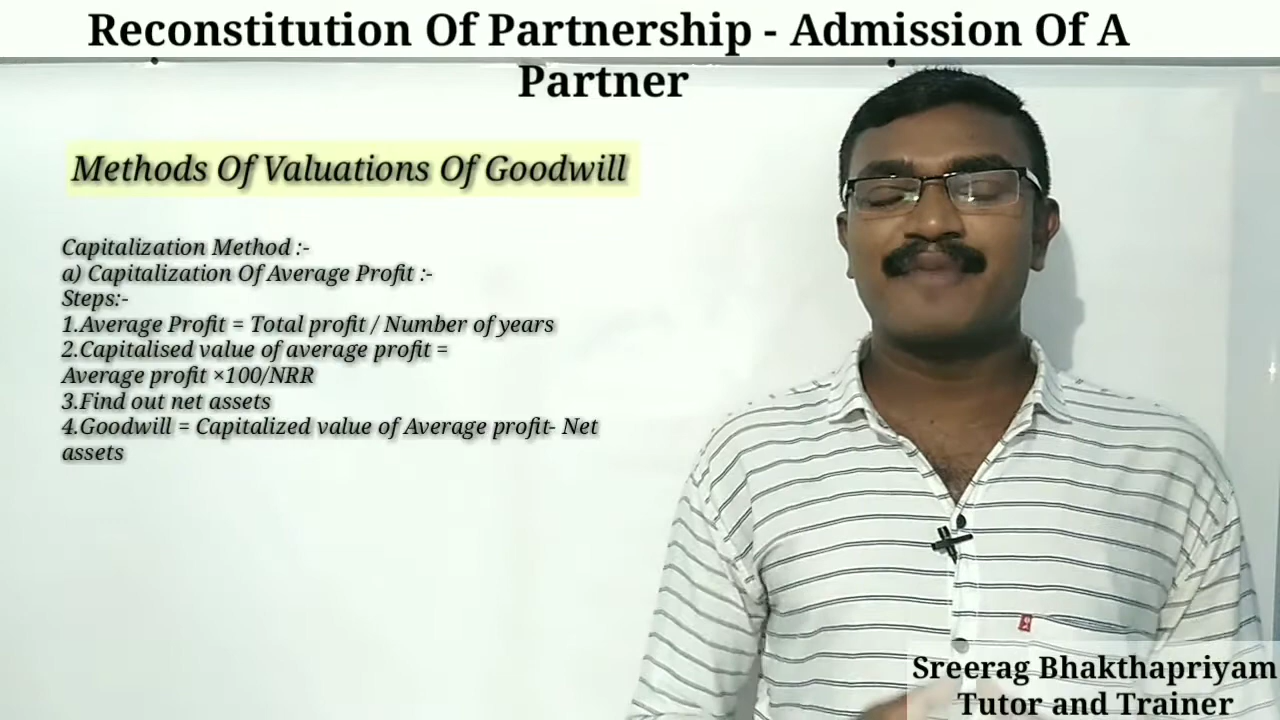 Reconstitution Of Partnership - Admission Of A
Partner
Methods Of Valuations Of Goodwill
Capitalization Method :-
a) Capitalization Of Average Profit :-
Steps:-
1.Average Profit = Total profit / Number of years
2.Capitalised value of average profit =
Average profit ×100/NRR
3.Find out net assets
4.Goodwill = Capitalized value of Average profit- Net
assets
Sreerag Bhakthapriyam
Tutor and Trainer